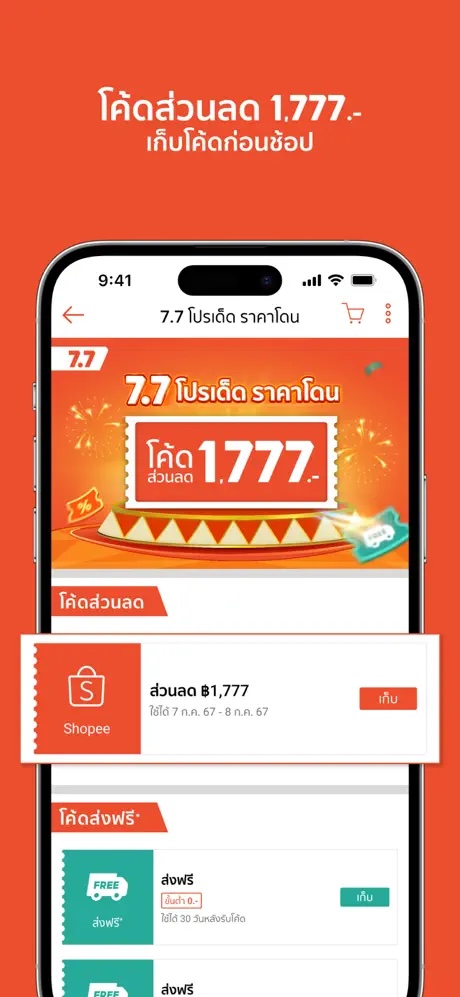 โค้ดส่วนลด 1,777.-
เก็บโค้ดก่อนช้อป
9:41
7.7 โปรเด็ด ราคาโดน
7.7
7.7 โปรเด็ด ราคาโดน
โค้ด
ส่วนลด 1,777.-
%
FREE
โค้ดส่วนลด
S
Shopee
ส่วนลด ฿1,777
ใช้ได้ 7 ก.ค. 67 - 8 ก.ค. 67
เก็บ
โค้ดส่งฟรี*
FREE
ส่งฟรี*
ส่งฟรี
ขั้นต่ำ 0.-
ใช้ได้ 30 วันหลังรับโค้ด
เก็บ
FREE
ส่งฟรี